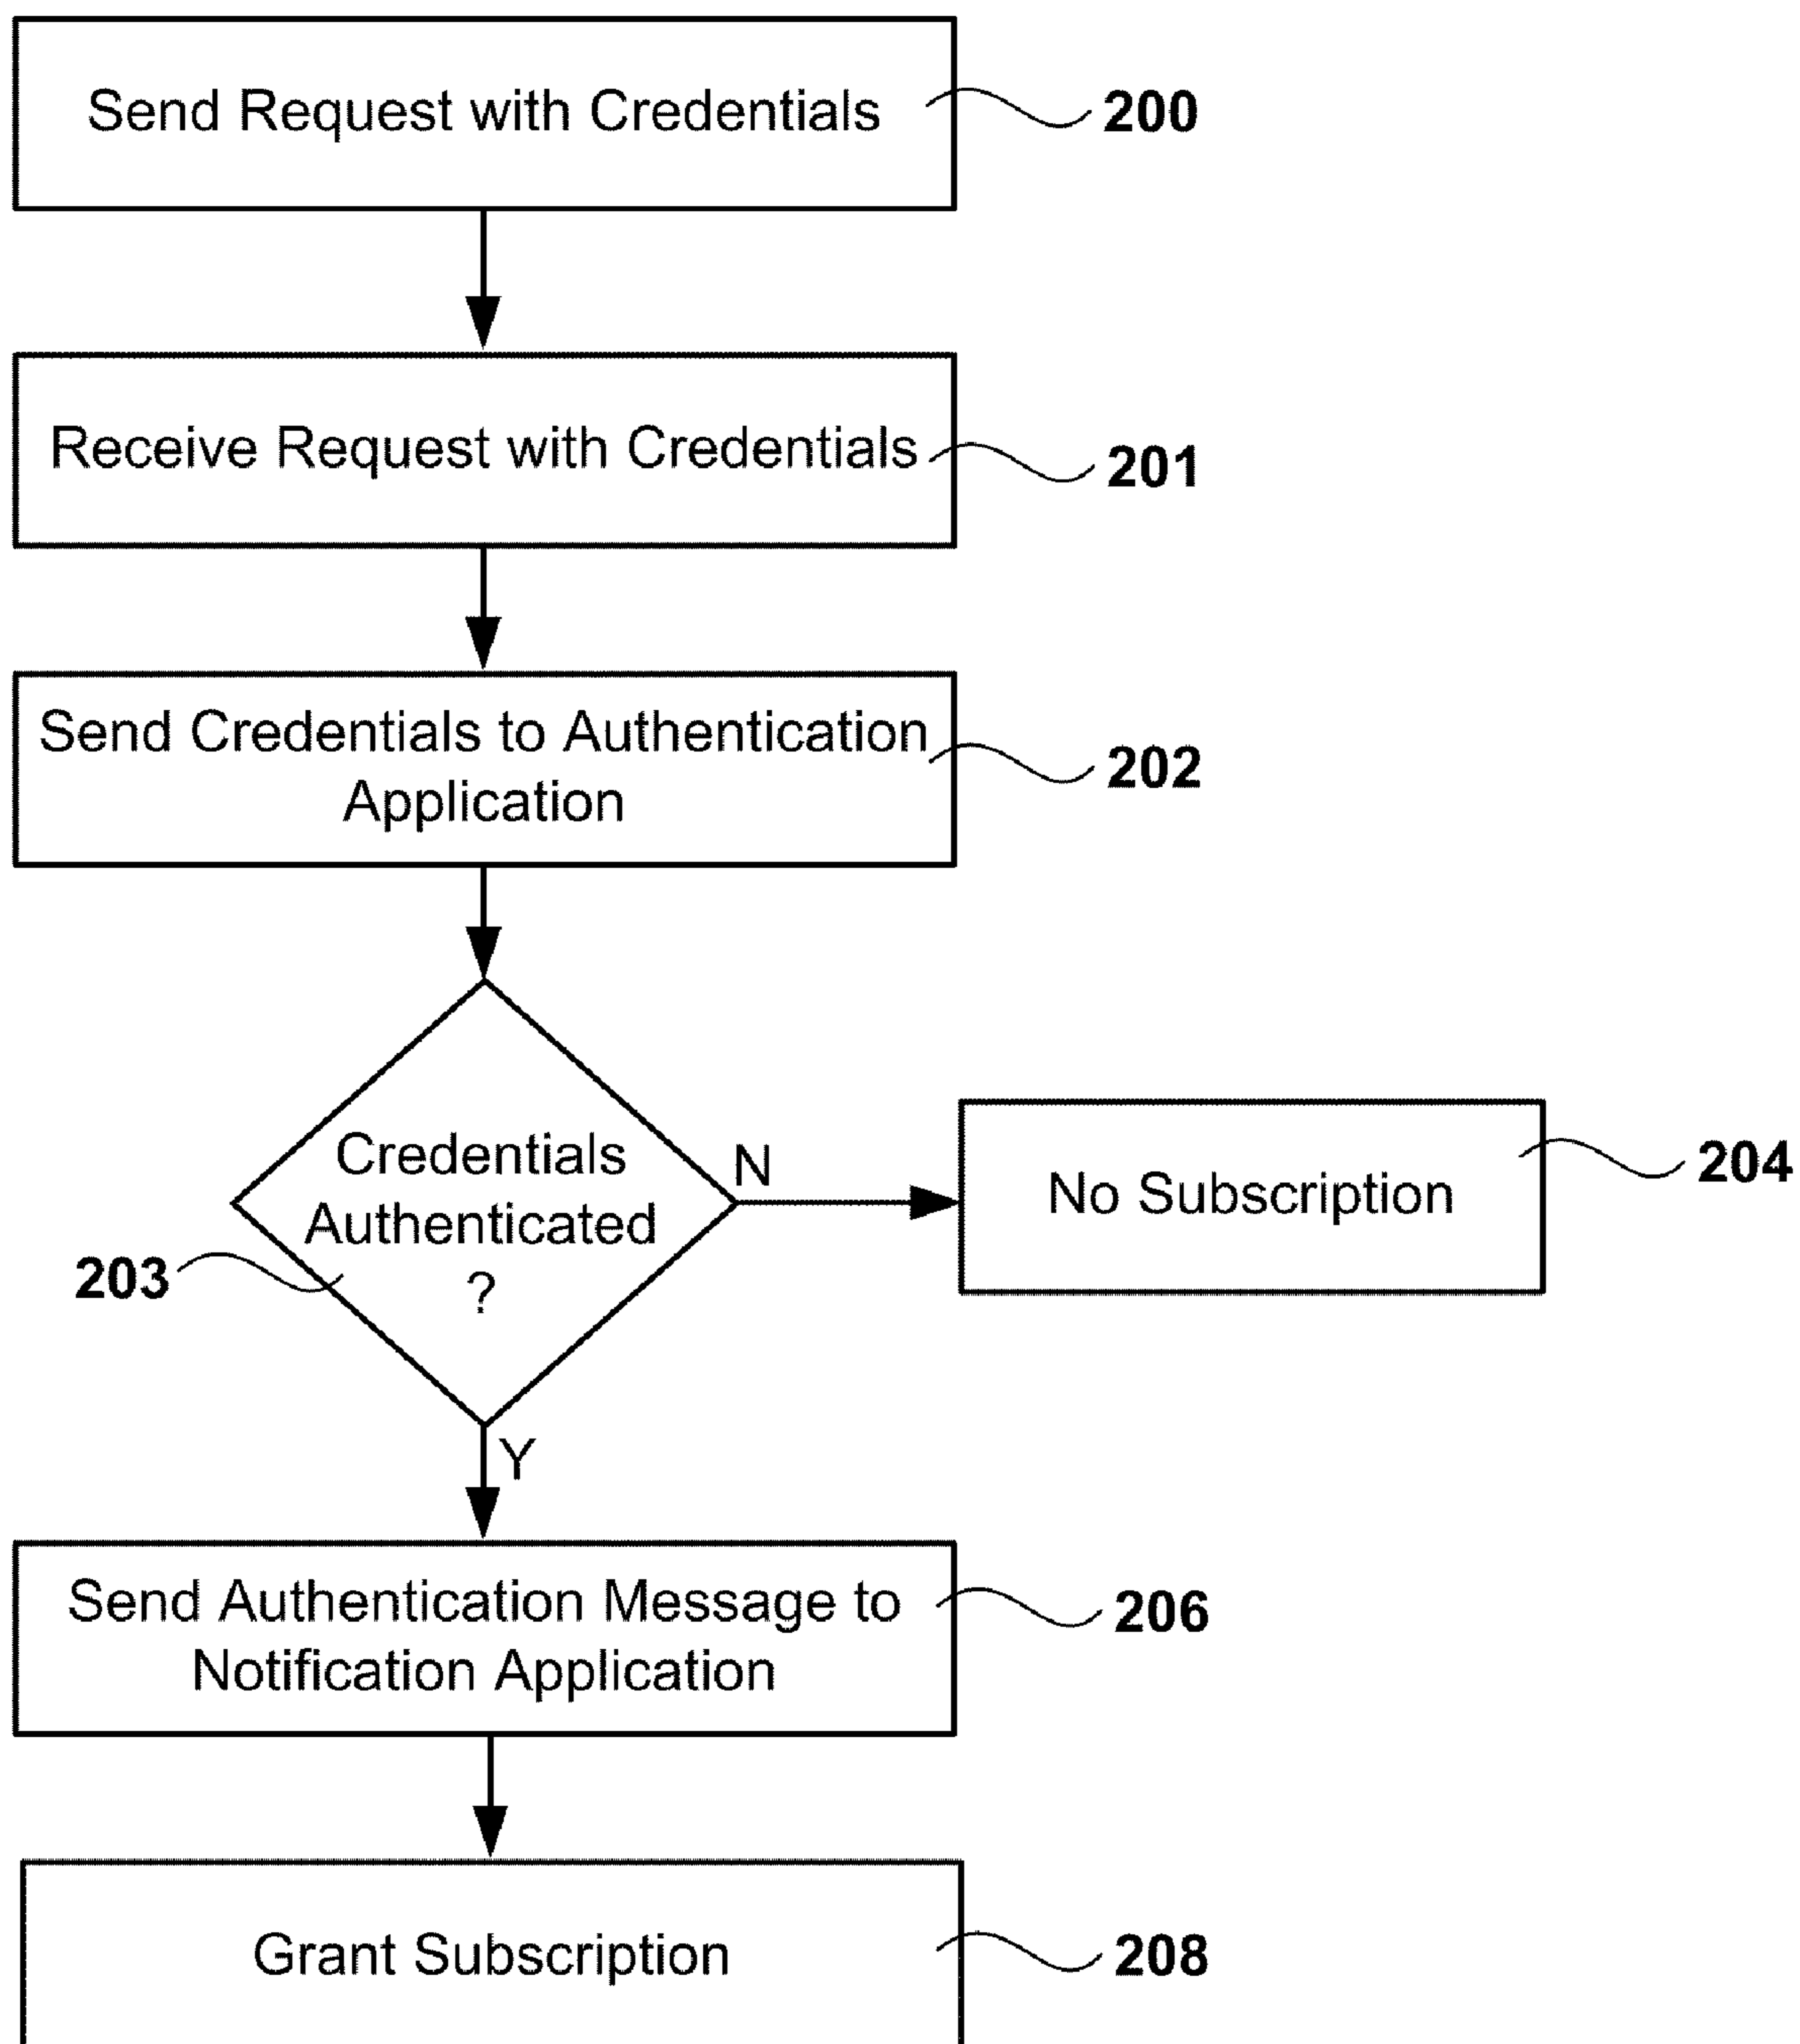 Send Request with Credentials
200
Receive Request with Credentials
201
Send Credentials to Authentication
Application
202
Credentials
Authenticated
?
203
N
No Subscription
204
Y
Send Authentication Message to
Notification Application
206
Grant Subscription
208